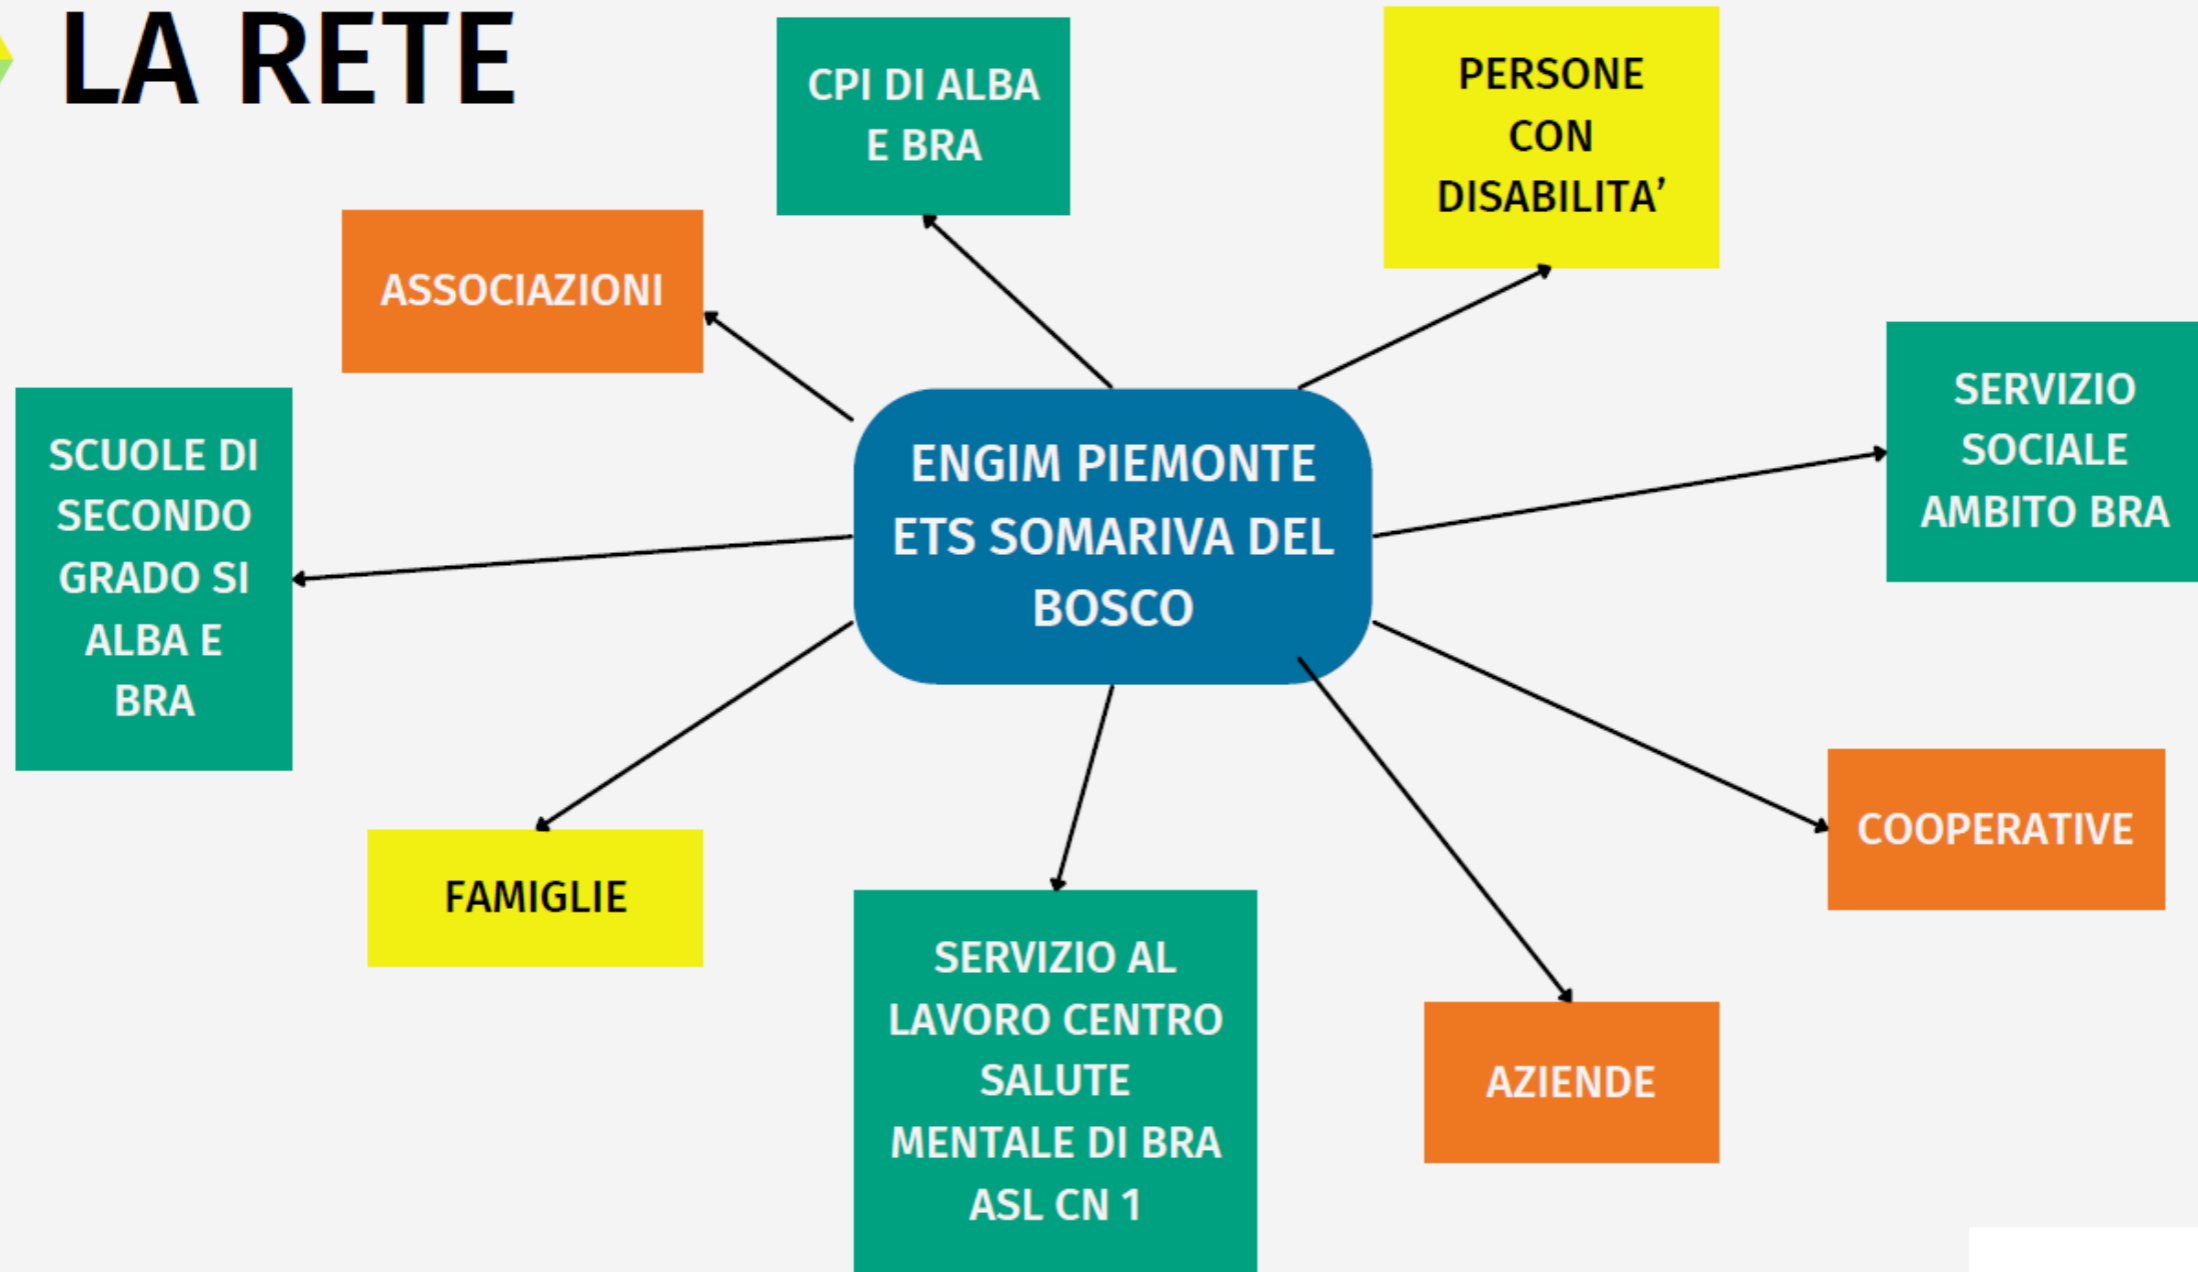 LA RETE
CPI DI ALBA
E BRA
PERSONE
CON
DISABILITA’
ASSOCIAZIONI
SERVIZIO
SOCIALE
AMBITO BRA
SCUOLE DI
SECONDO
GRADO SI
ALBA E
BRA
ENGIM PIEMONTE
ETS SOMARIVA DEL
BOSCO
COOPERATIVE
FAMIGLIE
SERVIZIO AL
LAVORO CENTRO
SALUTE
MENTALE DI BRA
ASL CN 1
AZIENDE